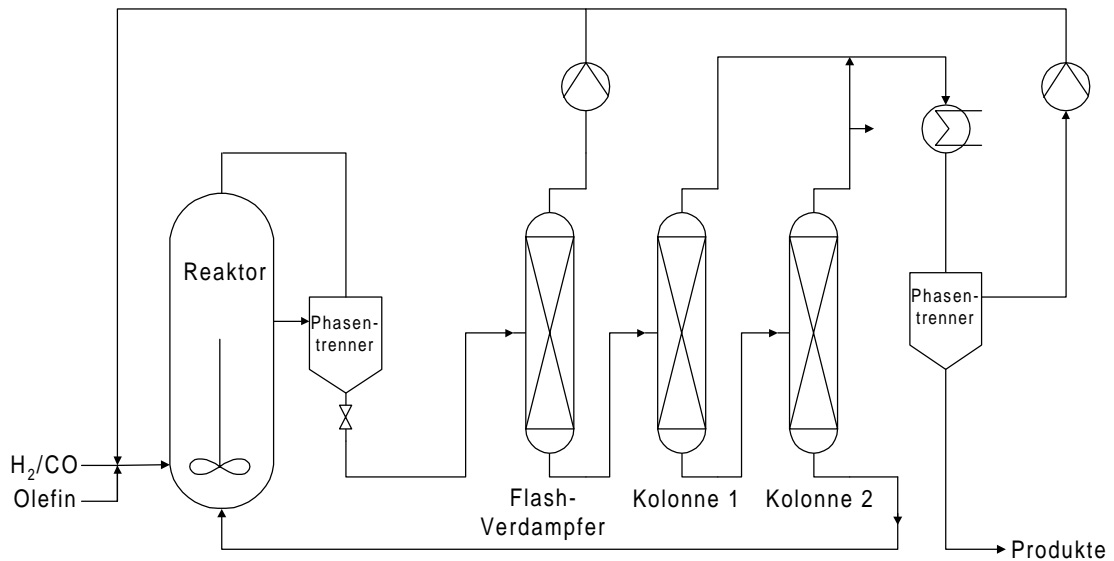 Reaktor
Phasen-
trenner
Phasen-
trenner
H₂/CO
Olefin
Flash-
Verdampfer
Kolonne 1
Kolonne 2
Produkte